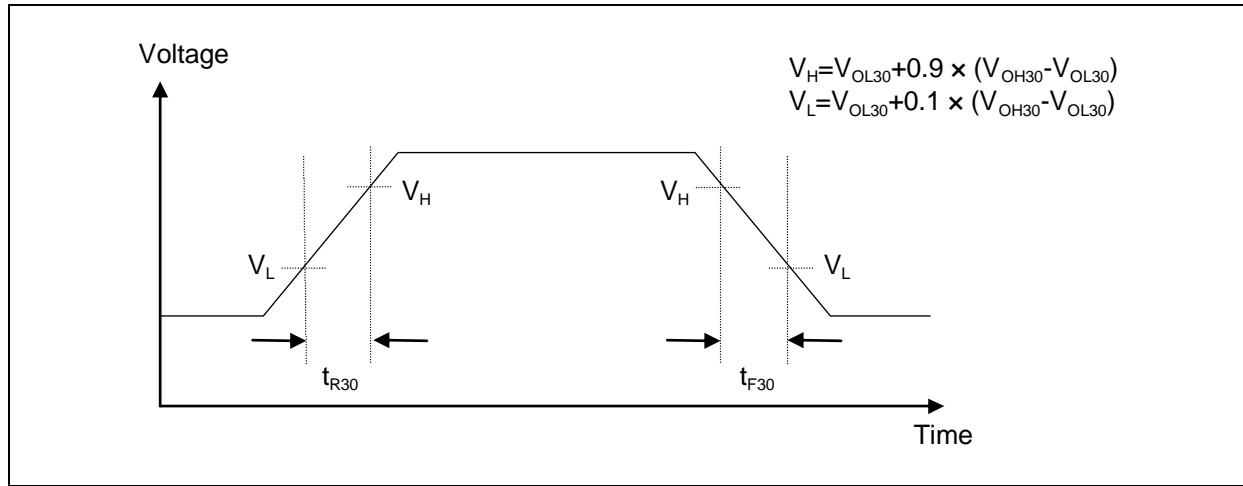 Voltage
V_H=V_OL30+0.9 × (V_OH30-V_OL30)
V_L=V_OL30+0.1 × (V_OH30-V_OL30)
V_H
V_H
V_L
V_L
t_R30
t_F30
Time